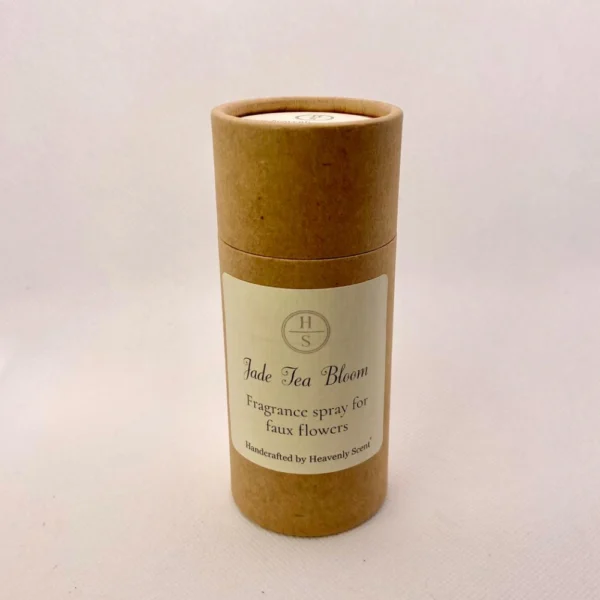 H
S
Jade Tea Bloom
Fragrance spray for
faux flowers
Handcrafted by Heavenly Scent